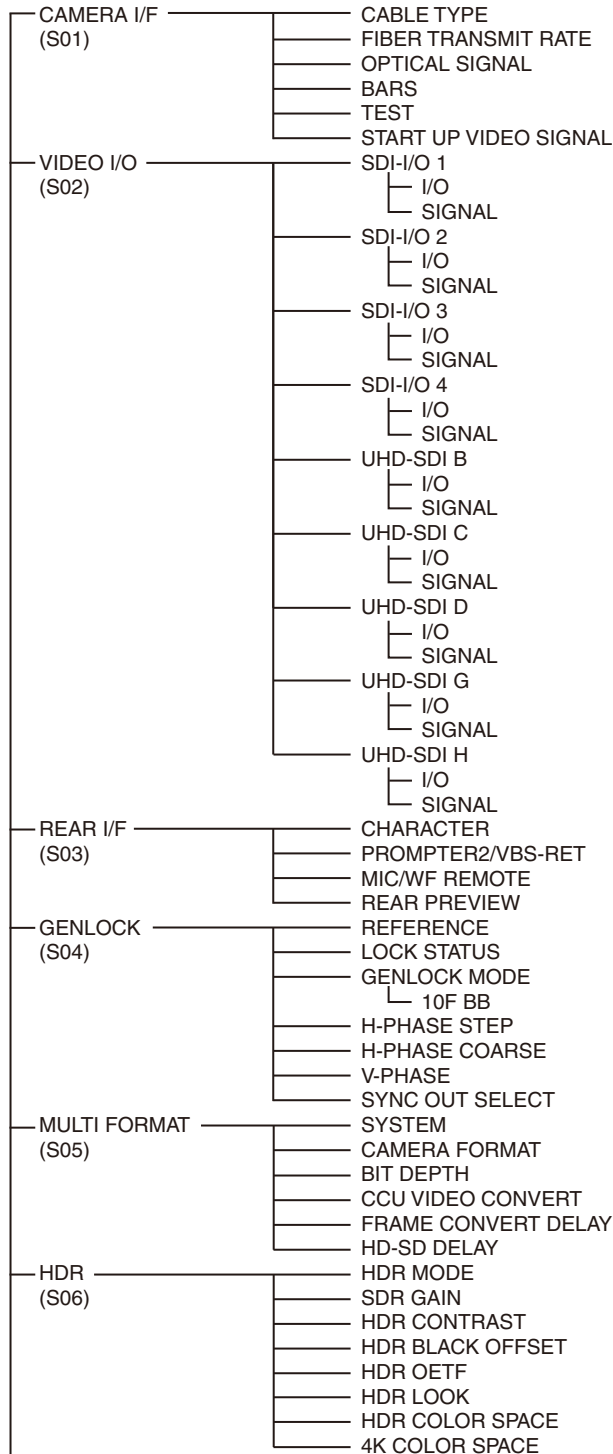 CAMERA I/F CABLE TYPE
(S01) FIBER TRANSMIT RATE
OPTICAL SIGNAL
BARS
TEST
START UP VIDEO SIGNAL
VIDEO I/O SDI-I/O 1
(S02) I/O
SIGNAL
SDI-I/O 2
I/O
SIGNAL
SDI-I/O 3
I/O
SIGNAL
SDI-I/O 4
I/O
SIGNAL
UHD-SDI B
I/O
SIGNAL
UHD-SDI C
I/O
SIGNAL
UHD-SDI D
I/O
SIGNAL
UHD-SDI G
I/O
SIGNAL
UHD-SDI H
I/O
SIGNAL
REAR I/F CHARACTER
(S03) PROMPTER2/VBS-RET
MIC/WF REMOTE
REAR PREVIEW
GENLOCK REFERENCE
(S04) LOCK STATUS
GENLOCK MODE
10F BB
H-PHASE STEP
H-PHASE COARSE
V-PHASE
SYNC OUT SELECT
MULTI FORMAT SYSTEM
(S05) CAMERA FORMAT
BIT DEPTH
CCU VIDEO CONVERT
FRAME CONVERT DELAY
HD-SD DELAY
HDR HDR MODE
(S06) SDR GAIN
HDR CONTRAST
HDR BLACK OFFSET
HDR OETF
HDR LOOK
HDR COLOR SPACE
4K COLOR SPACE